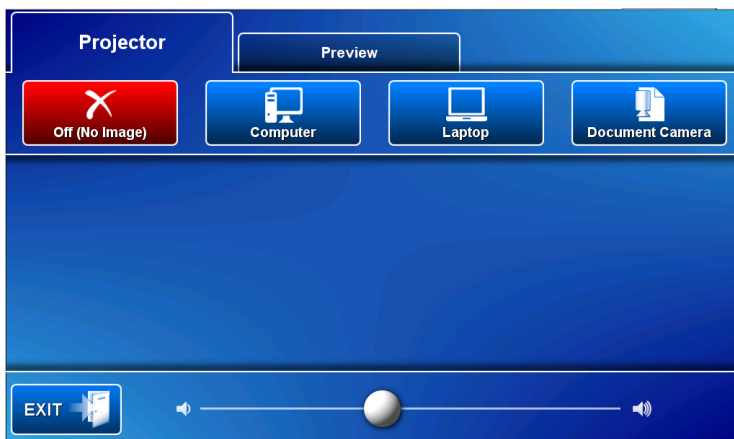 Projector
Preview
Off (No Image)
Computer
Laptop
Document Camera
EXIT